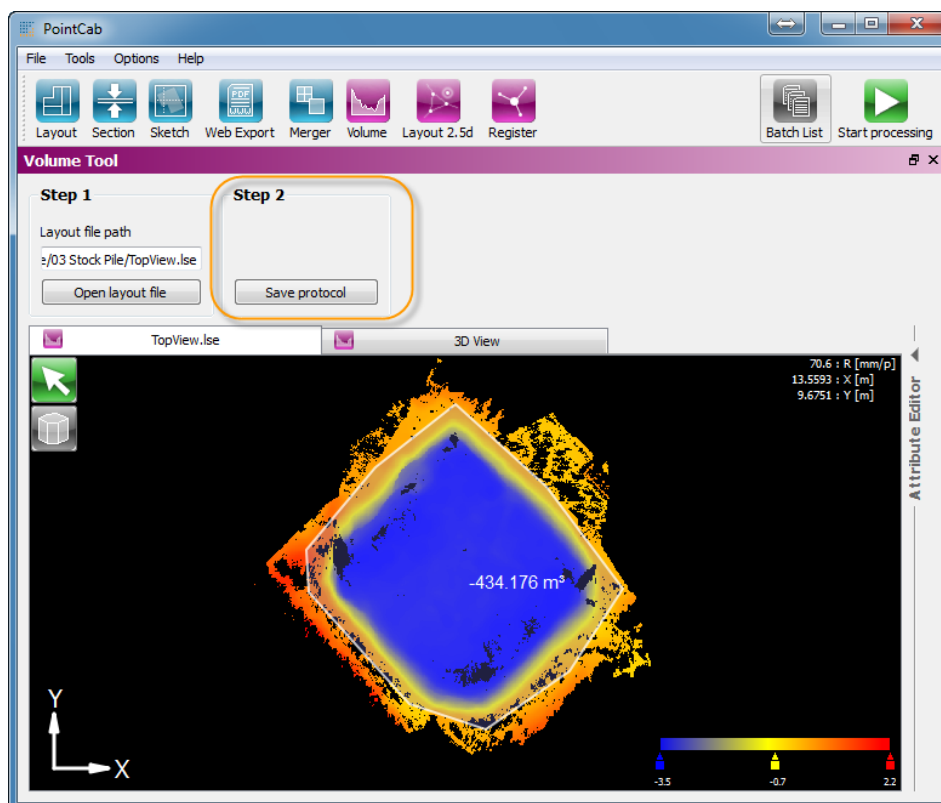 PointCab
File Tools Options Help
Layout Section Sketch Web Export Merger Volume Layout 2.5d Register Batch List Start processing
PDF
Volume Tool
Step 1 Step 2
Layout file path
e/03 Stock Pile/TopView.lse
Open layout file Save protocol
TopView.lse 3D View
70.6 : R [mm/p]
13.5593 : X [m]
9.6751 : Y [m]
Attribute Editor
-434.176 m³
Y
X
-3.5 -0.7 2.2